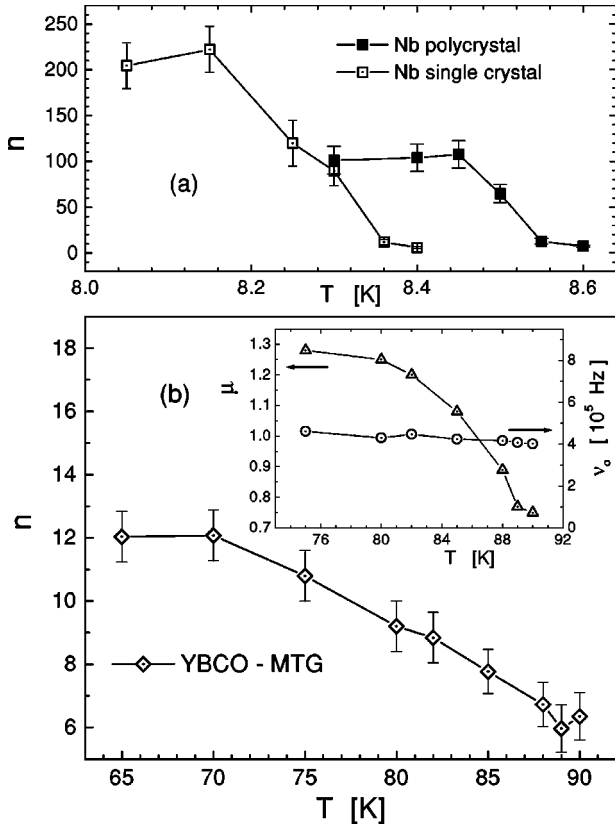 250
200
150
100
50
0
n
Nb polycrystal
Nb single crystal
(a)
8.0 8.2 8.4 8.6
T [K]
18
16
14
12
10
8
6
n
(b)
1.3
1.2
1.1
1.0
0.9
0.8
0.7
μ
8
6
4
2
0
ν₀ [ 10⁵ Hz ]
76 80 84 88 92
T [K]
YBCO - MTG
65 70 75 80 85 90
T [K]